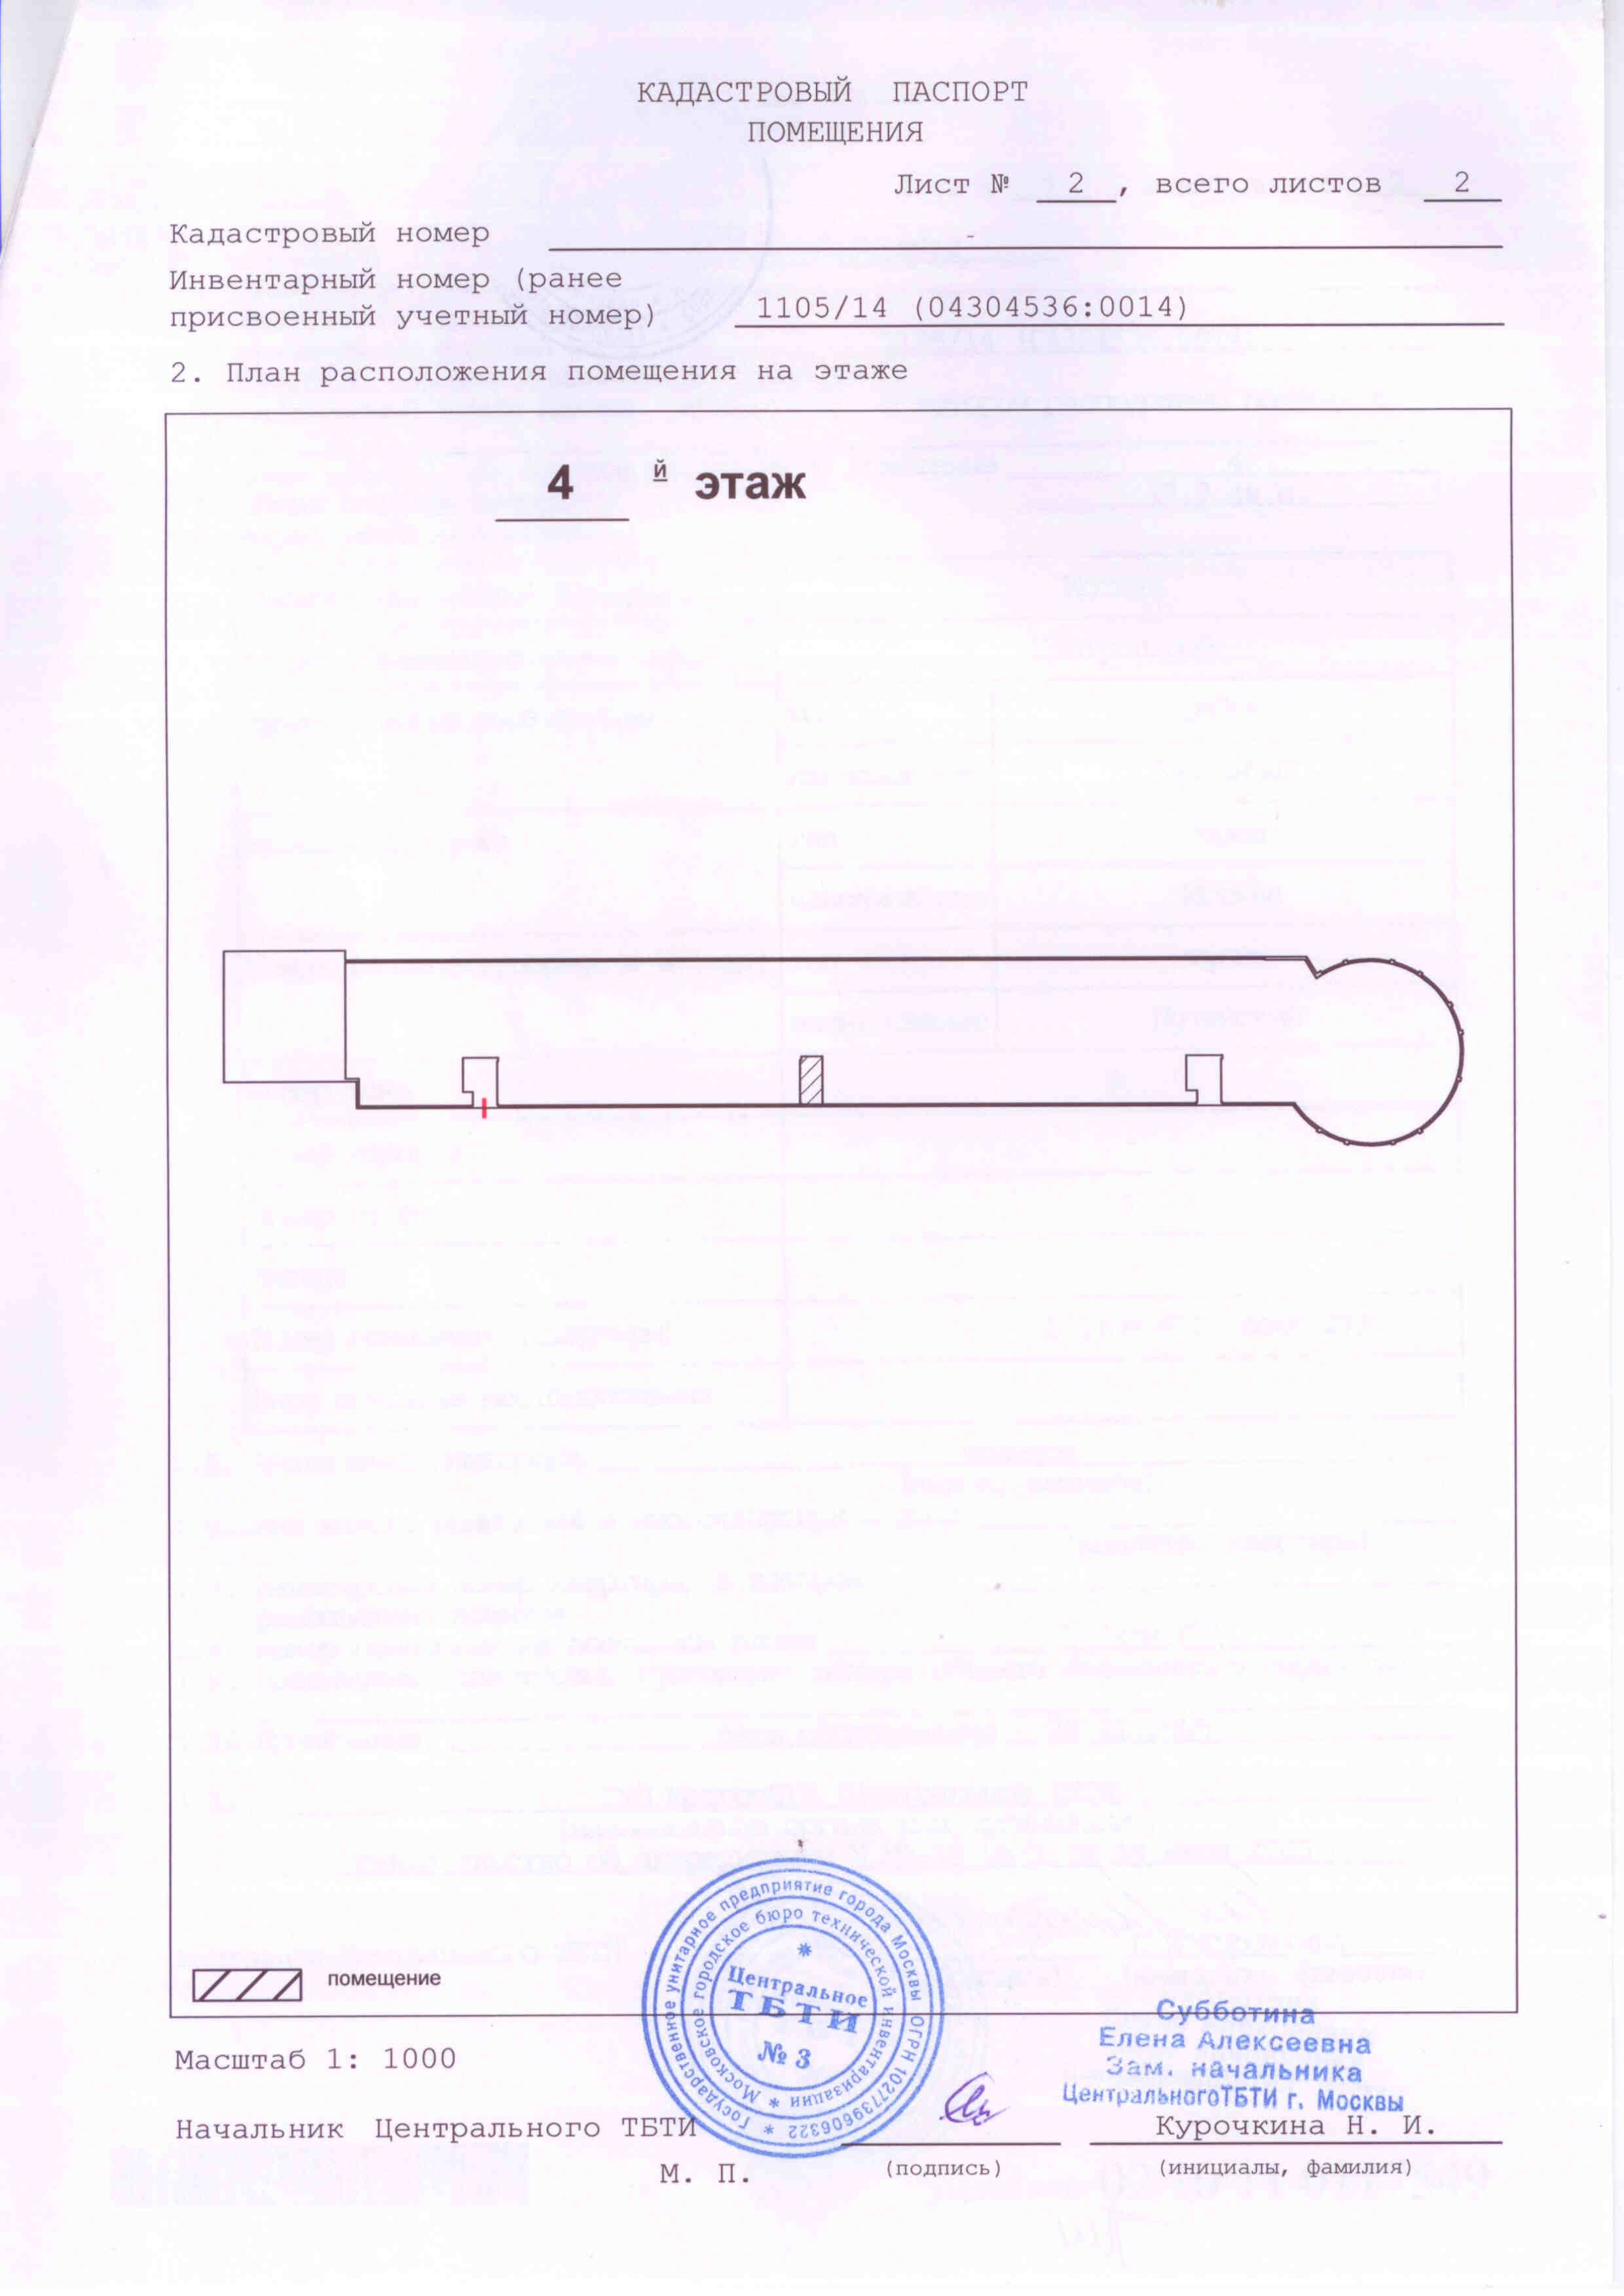 КАДАСТРОВЫЙ ПАСПОРТ
ПОМЕЩЕНИЯ
Лист № 2 , всего листов 2
Кадастровый номер -
Инвентарный номер (ранее
присвоенный учетный номер) 1105/14 (04304536:0014)
2. План расположения помещения на этаже
4 й этаж
помещение
Государственное унитарное предприятие города Москвы ОГРН 1027739606322 *
Московское городское бюро технической инвентаризации *
Центральное
ТБТИ
№ 3
Масштаб 1: 1000
Субботина
Елена Алексеевна
Зам. начальника
ЦентральногоТБТИ г. Москвы
Начальник Центрального ТБТИ
Курочкина Н. И.
М. П.
(подпись)
(инициалы, фамилия)